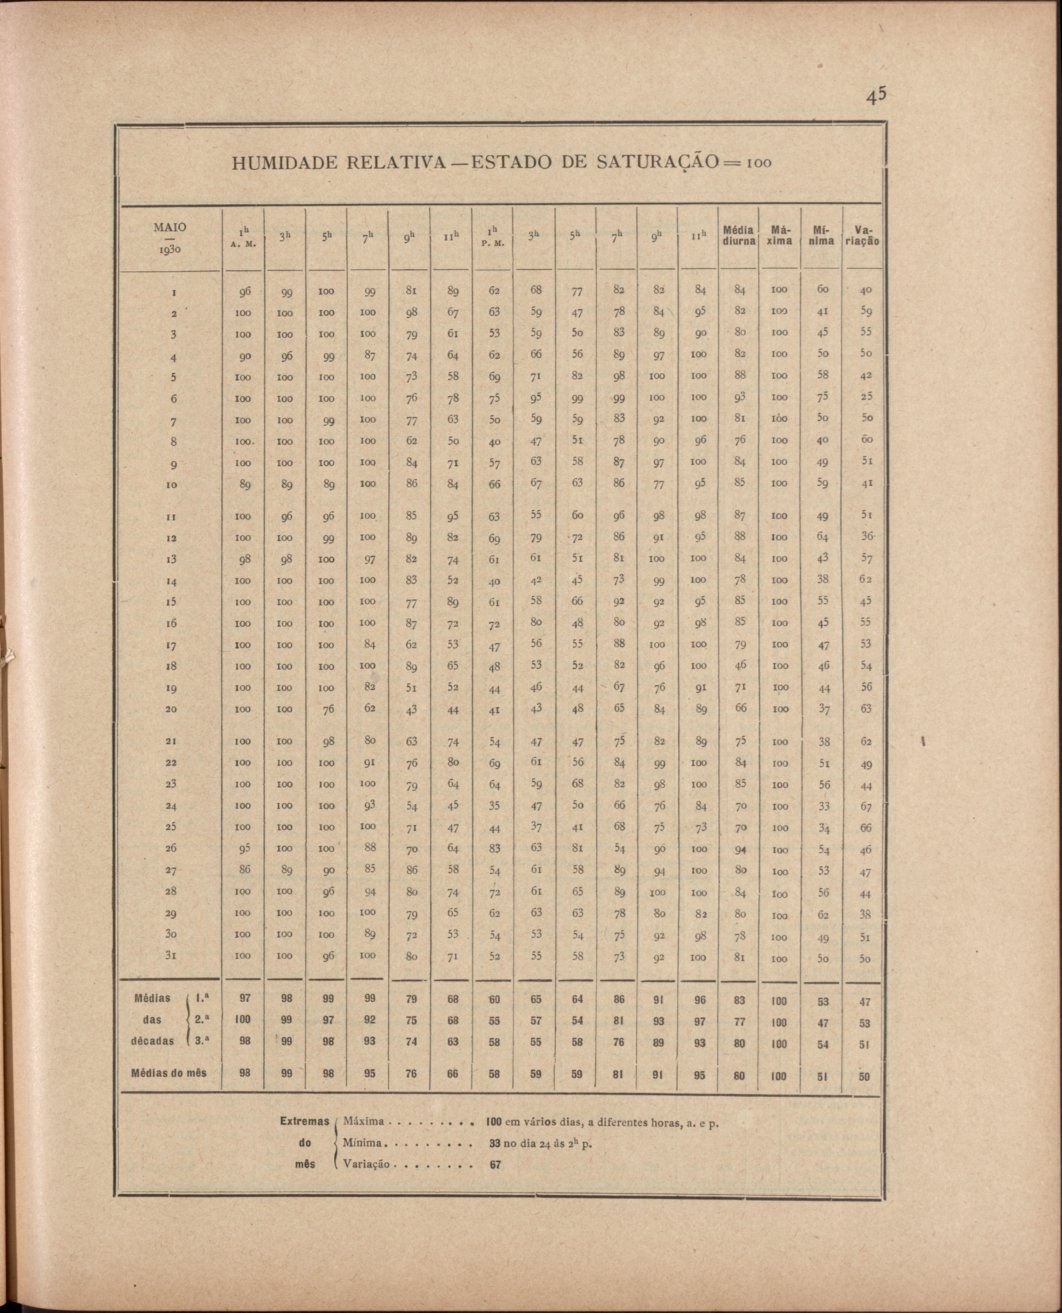 45
HUMIDADE RELATIVA — ESTADO DE SATURAÇÃO = 100
MAIO — 1930 1h A. M. 3h 5h 7h 9h 11h 1h P. M. 3h 5h 7h 9h 11h Média diurna Má-xima Mí-nima Va-riação
1 96 99 100 99 81 89 62 68 77 82 82 84 84 100 60 40
2 100 100 100 100 98 67 63 59 47 78 84 95 82 100 41 59
3 100 100 100 100 79 61 53 59 50 83 89 90 80 100 45 55
4 90 96 99 87 74 64 62 66 56 89 97 100 82 100 50 50
5 100 100 100 100 73 58 69 71 82 98 100 100 88 100 58 42
6 100 100 100 100 76 78 75 95 99 99 100 100 93 100 75 25
7 100 100 99 100 77 63 50 59 59 83 92 100 81 100 50 50
8 100 100 100 100 62 50 40 47 51 78 90 96 76 100 40 60
9 100 100 100 100 84 71 57 63 58 87 97 100 84 100 49 51
10 89 89 89 100 86 84 66 67 63 86 77 95 85 100 59 41
11 100 96 96 100 85 95 63 55 60 96 98 98 87 100 49 51
12 100 100 99 100 89 82 69 79 72 86 91 95 88 100 64 36
13 98 98 100 97 82 74 61 61 51 81 100 100 84 100 43 57
14 100 100 100 100 83 52 40 42 45 73 99 100 78 100 38 62
15 100 100 100 100 77 89 61 58 66 92 92 95 85 100 55 45
16 100 100 100 100 87 72 72 80 48 80 92 98 85 100 45 55
17 100 100 100 84 62 53 47 56 55 88 100 100 79 100 47 53
18 100 100 100 100 89 65 48 53 52 82 96 100 46 100 46 54
19 100 100 100 82 51 52 44 46 44 67 76 91 71 100 44 56
20 100 100 76 62 43 44 41 43 48 65 84 89 66 100 37 63
21 100 100 98 80 63 74 54 47 47 75 82 89 75 100 38 62
22 100 100 100 91 76 80 69 61 56 84 99 100 84 100 51 49
23 100 100 100 100 79 64 64 59 68 82 98 100 85 100 56 44
24 100 100 100 93 54 45 35 47 50 66 76 84 70 100 33 67
25 100 100 100 100 71 47 44 37 41 68 75 73 70 100 34 66
26 95 100 100 88 70 64 83 63 81 54 96 100 94 100 54 46
27 86 89 90 85 86 58 54 61 58 89 94 100 80 100 53 47
28 100 100 96 94 80 74 72 61 65 89 100 100 84 100 56 44
29 100 100 100 100 79 65 62 63 63 78 80 82 80 100 62 38
30 100 100 100 89 72 53 54 53 54 75 92 98 78 100 49 51
31 100 100 96 100 80 71 52 55 58 73 92 100 81 100 50 50
Médias 1.ª 97 98 99 99 79 68 60 65 64 86 91 96 83 100 53 47
das 2.ª 100 99 97 92 75 68 55 57 54 81 93 97 77 100 47 53
décadas 3.ª 98 99 98 93 74 63 58 55 58 76 89 93 80 100 54 51
Médias do mês 98 99 98 95 76 66 58 59 59 81 91 95 80 100 51 50
Extremas Máxima . . . . . . . . . 100 em vários dias, a diferentes horas, a. e p.
do Mínima . . . . . . . . . 33 no dia 24 às 2h p.
mês Variação . . . . . . . . 67